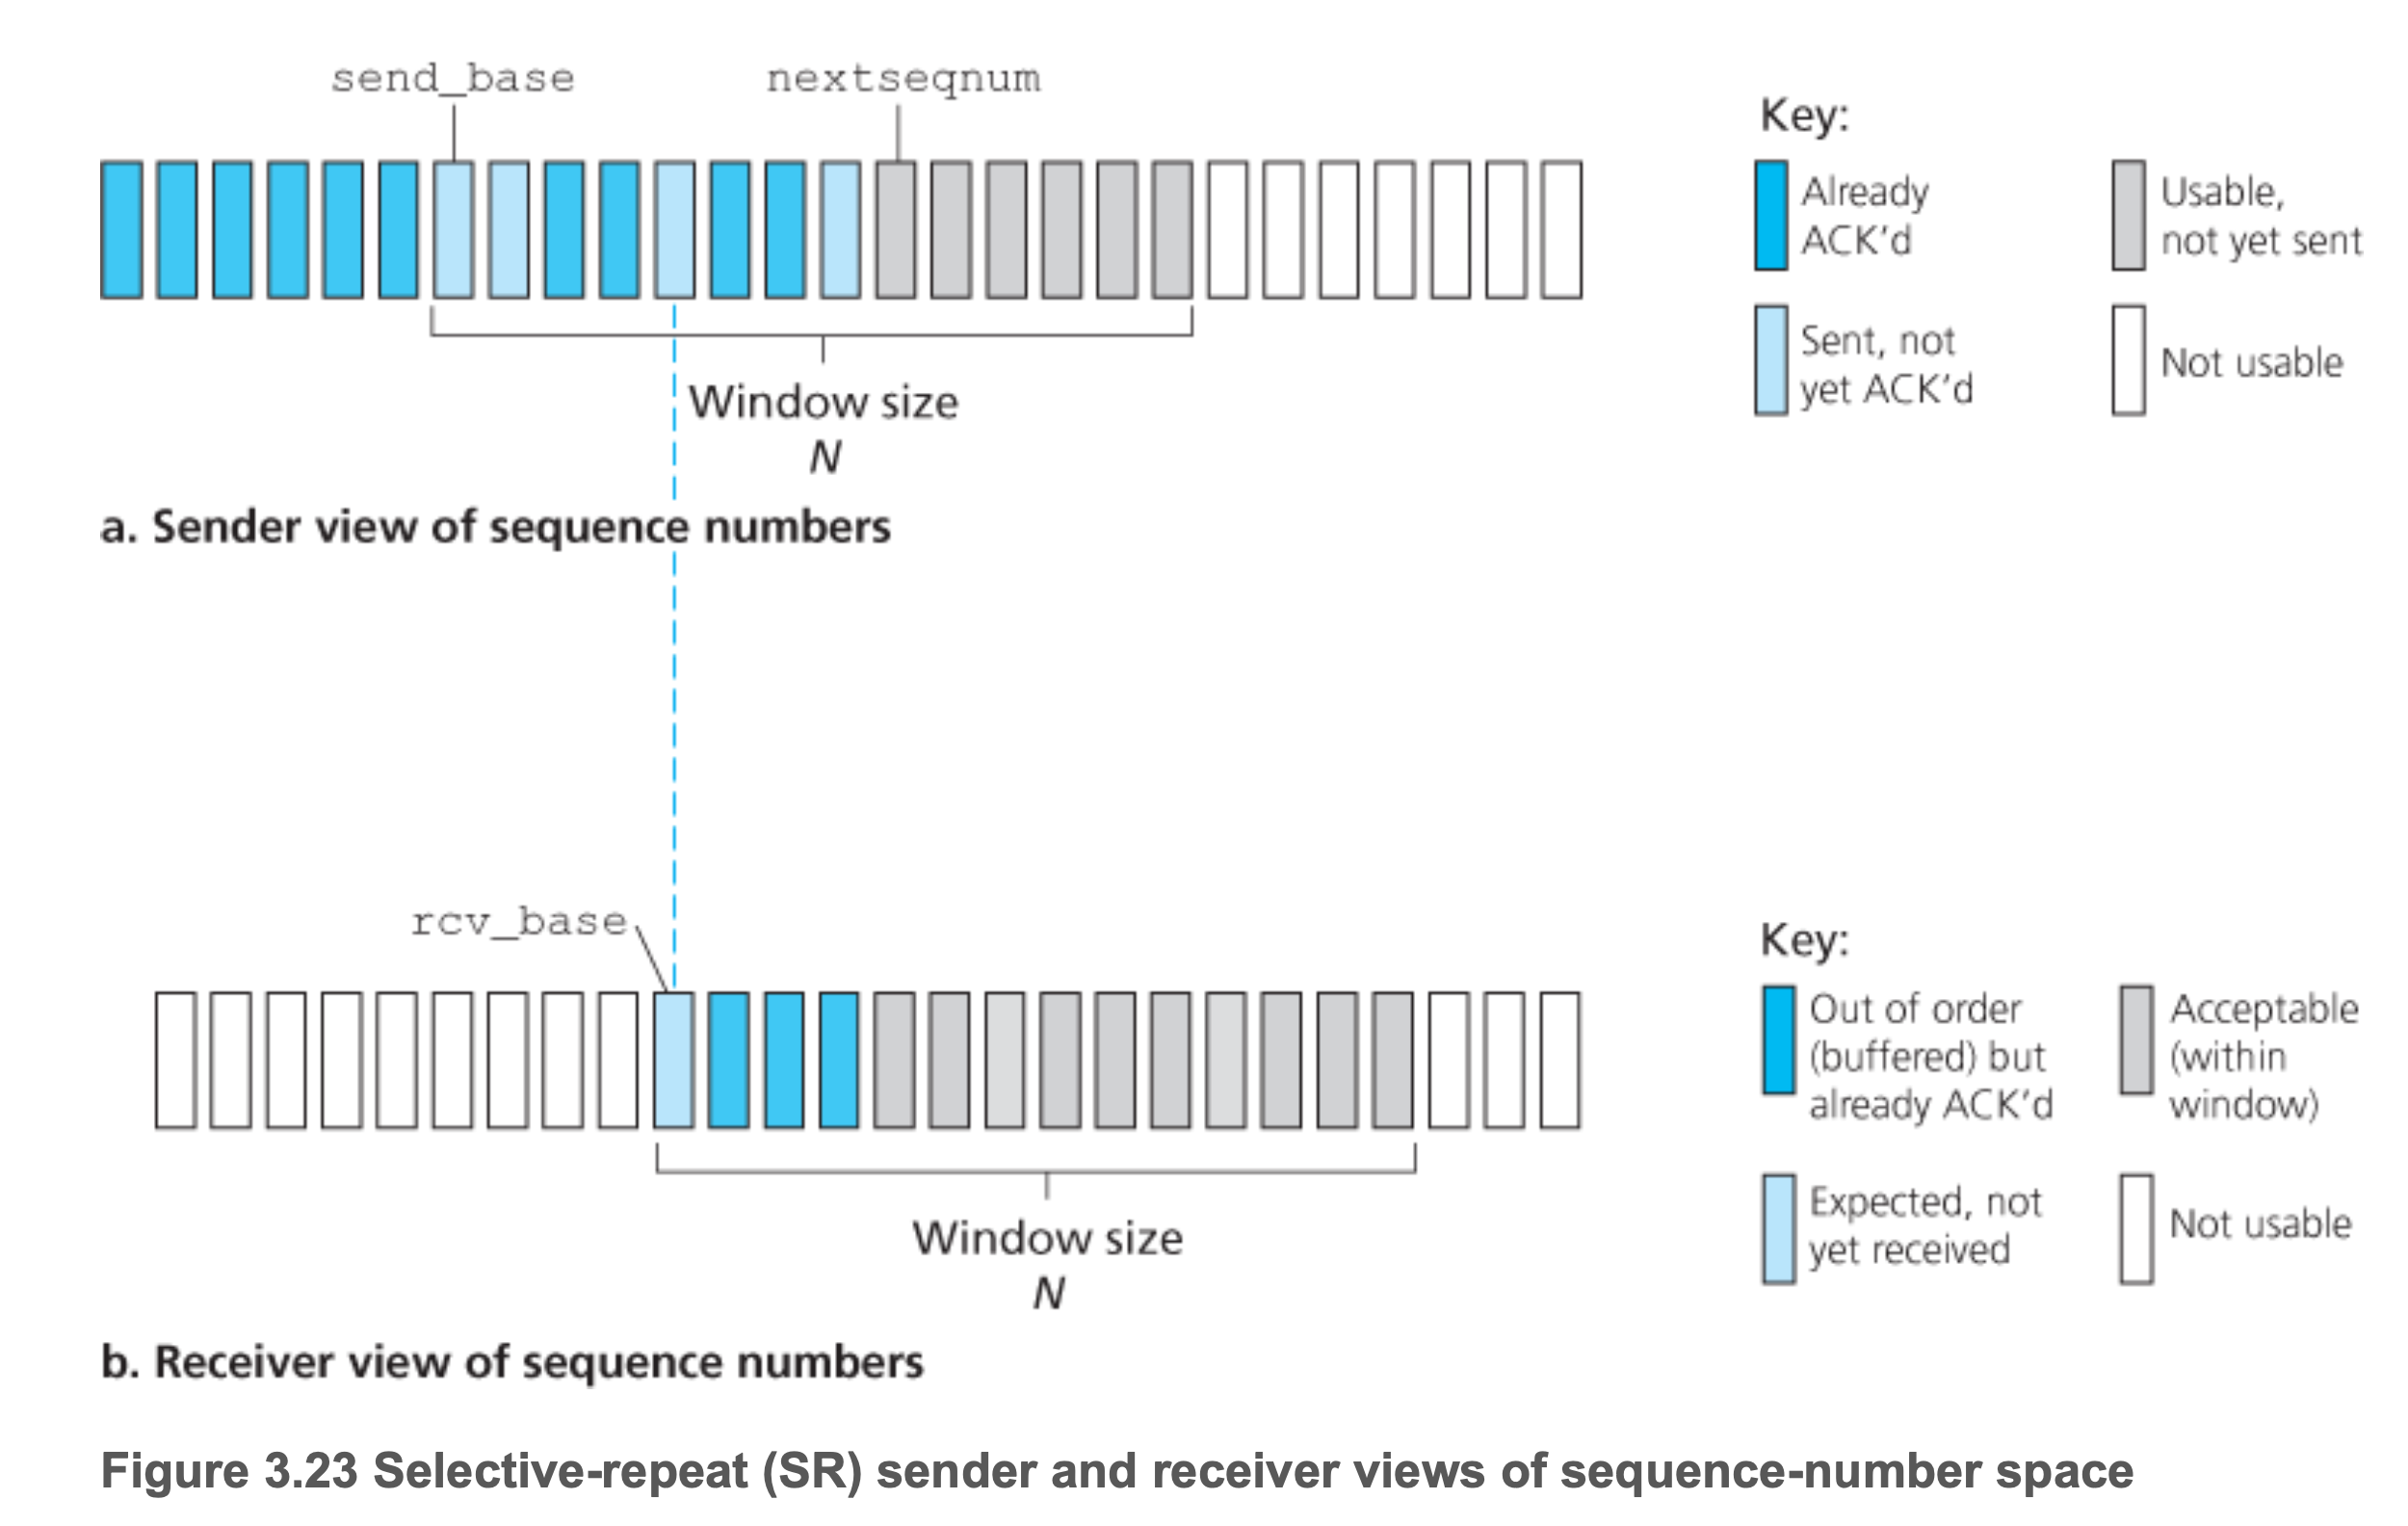 send_base
nextseqnum
Key:
Already
ACK’d
Usable,
not yet sent
Sent, not
yet ACK’d
Not usable
Window size
N
a. Sender view of sequence numbers
rcv_base
Key:
Out of order
(buffered) but
already ACK’d
Acceptable
(within
window)
Expected, not
yet received
Not usable
Window size
N
b. Receiver view of sequence numbers
Figure 3.23 Selective-repeat (SR) sender and receiver views of sequence-number space